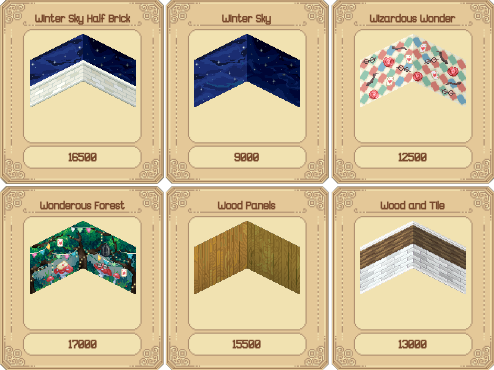 Winter Sky Half Brick
Winter Sky
Wizardous Wonder
16500
9000
12500
Wonderous Forest
Wood Panels
Wood and Tile
17000
15500
13000